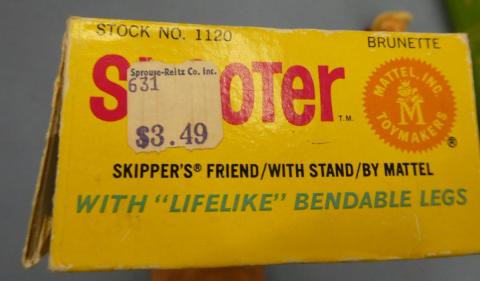 STOCK NO. 1120
BRUNETTE
Sprouse-Reitz Co. Inc.
631
$3.49
MATTEL, INC.
M
TOYMAKERS
®
T.M.
SKIPPER'S® FRIEND/WITH STAND/BY MATTEL
WITH "LIFELIKE" BENDABLE LEGS